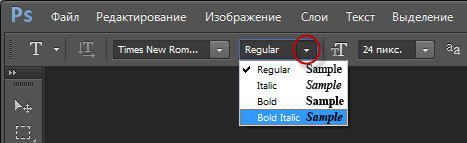 Ps Файл Редактирование Изображение Слои Текст Выделение
T Times New Rom... Regular T 24 пикс. aa
Regular Sample
Italic Sample
Bold Sample
Bold Italic Sample